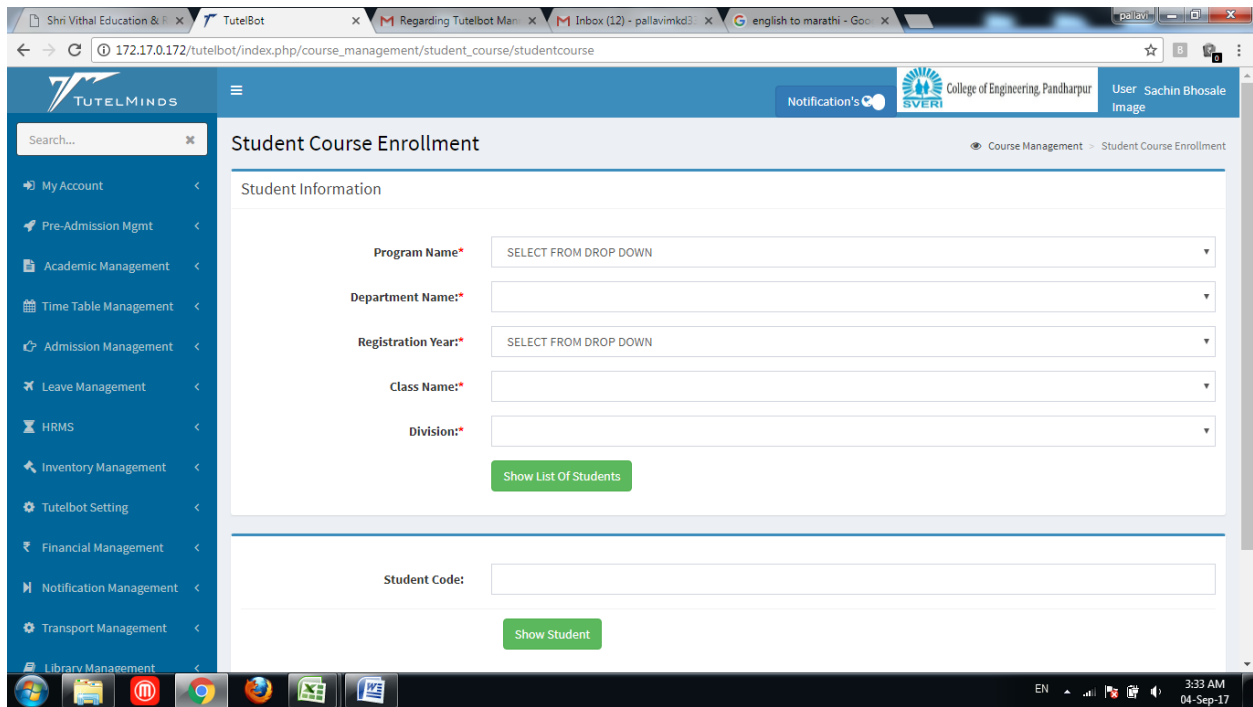 Shri Vithal Education & R
TutelBot
Regarding Tutelbot Man
Inbox (12) - pallavimkd3
english to marathi - Goo
pallavi
172.17.0.172/tutelbot/index.php/course_management/student_course/studentcourse
TUTELMINDS
Notification's
SVERI
College of Engineering, Pandharpur
User Image
Sachin Bhosale
Search...
Student Course Enrollment
Course Management > Student Course Enrollment
My Account
Pre-Admission Mgmt
Academic Management
Time Table Management
Admission Management
Leave Management
HRMS
Inventory Management
Tutelbot Setting
Financial Management
Notification Management
Transport Management
Library Management
Student Information
Program Name*
SELECT FROM DROP DOWN
Department Name:*
Registration Year:*
SELECT FROM DROP DOWN
Class Name:*
Division:*
Show List Of Students
Student Code:
Show Student
EN
3:33 AM
04-Sep-17